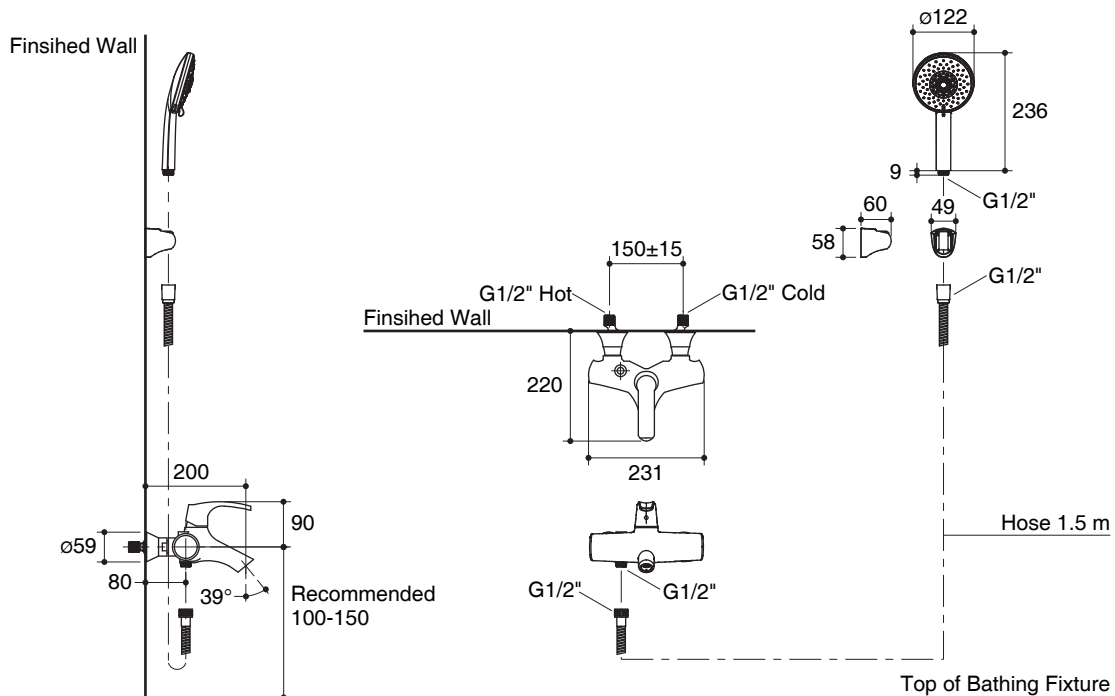 Finsihed Wall
ø122
236
9
G1/2"
60
49
58
G1/2"
150±15
G1/2" Hot
G1/2" Cold
Finsihed Wall
220
231
200
90
ø59
80
39°
Recommended
100-150
G1/2"
G1/2"
Hose 1.5 m
Top of Bathing Fixture